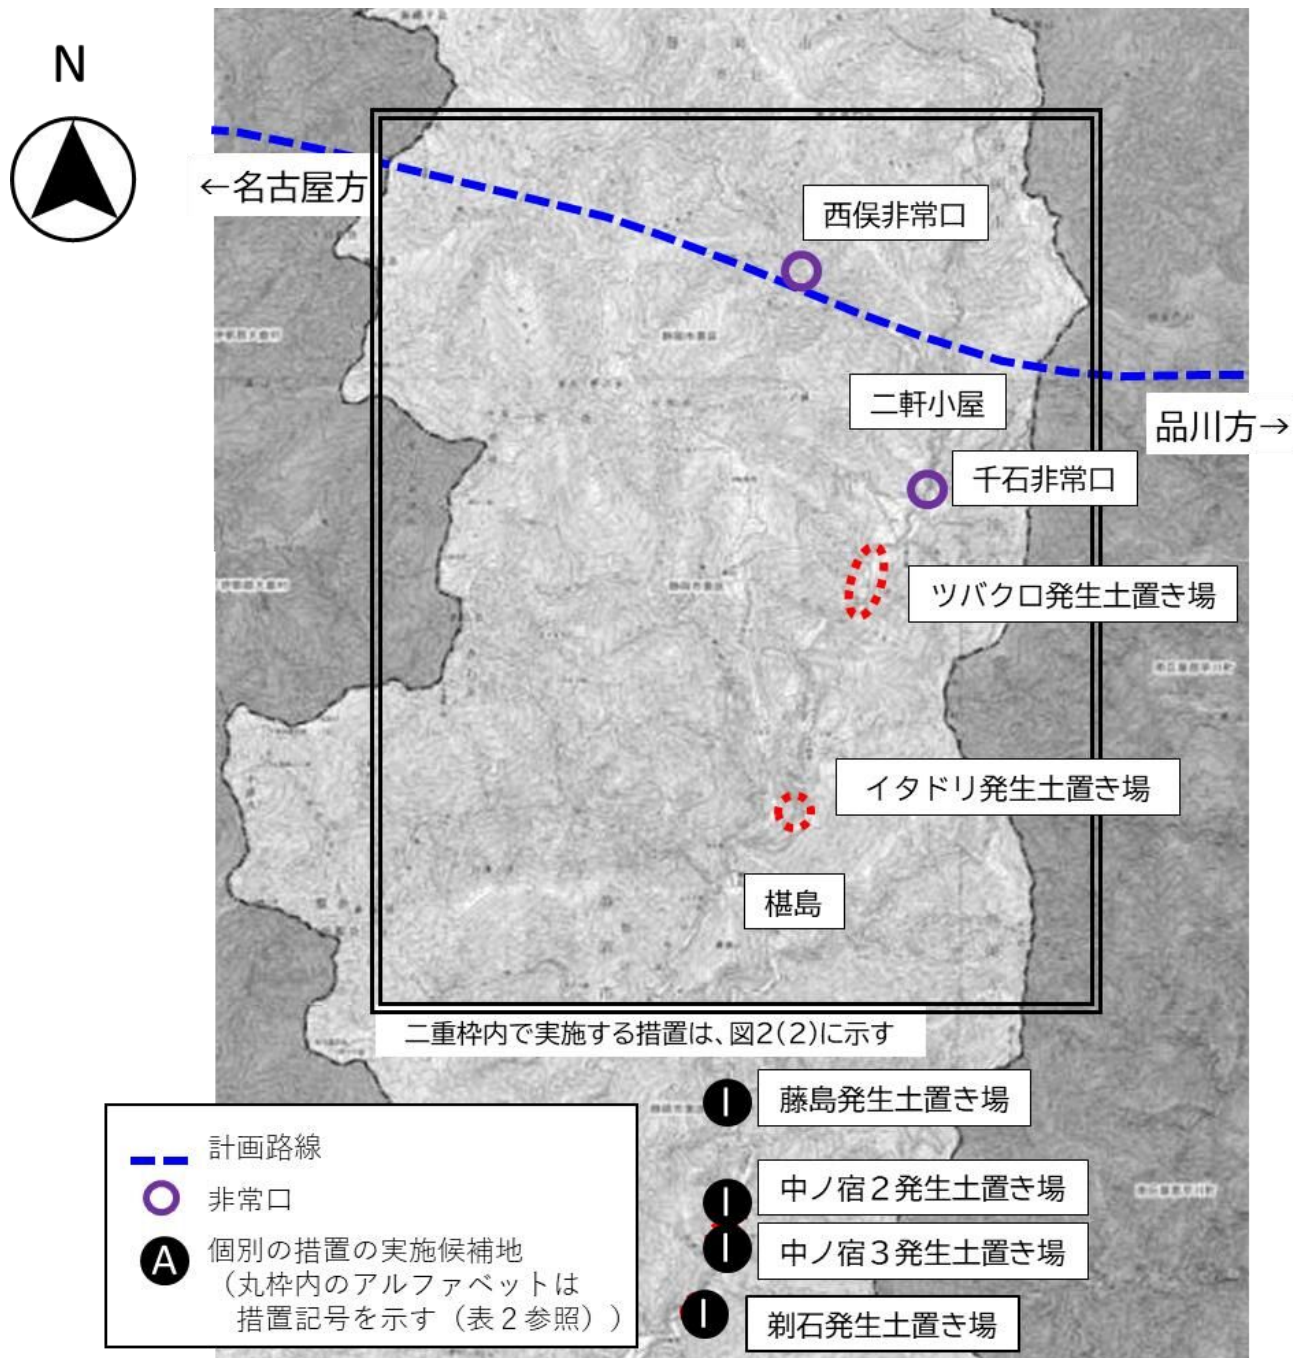 N
←名古屋方
西俣非常口
二軒小屋
品川方→
千石非常口
ツバクロ発生土置き場
イタドリ発生土置き場
椹島
二重枠内で実施する措置は、図2(2)に示す
I
藤島発生土置き場
I
中ノ宿2発生土置き場
I
中ノ宿3発生土置き場
I
剃石発生土置き場
計画路線
非常口
A
個別の措置の実施候補地
(丸枠内のアルファベットは
措置記号を示す(表2参照))